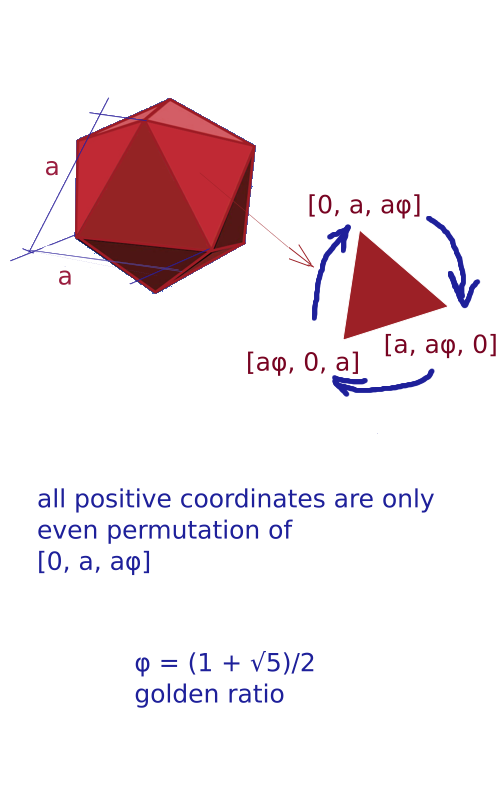 a
a
[0, a, aφ]
[a, aφ, 0]
[aφ, 0, a]
all positive coordinates are only
even permutation of
[0, a, aφ]
φ = (1 + √5)/2
golden ratio